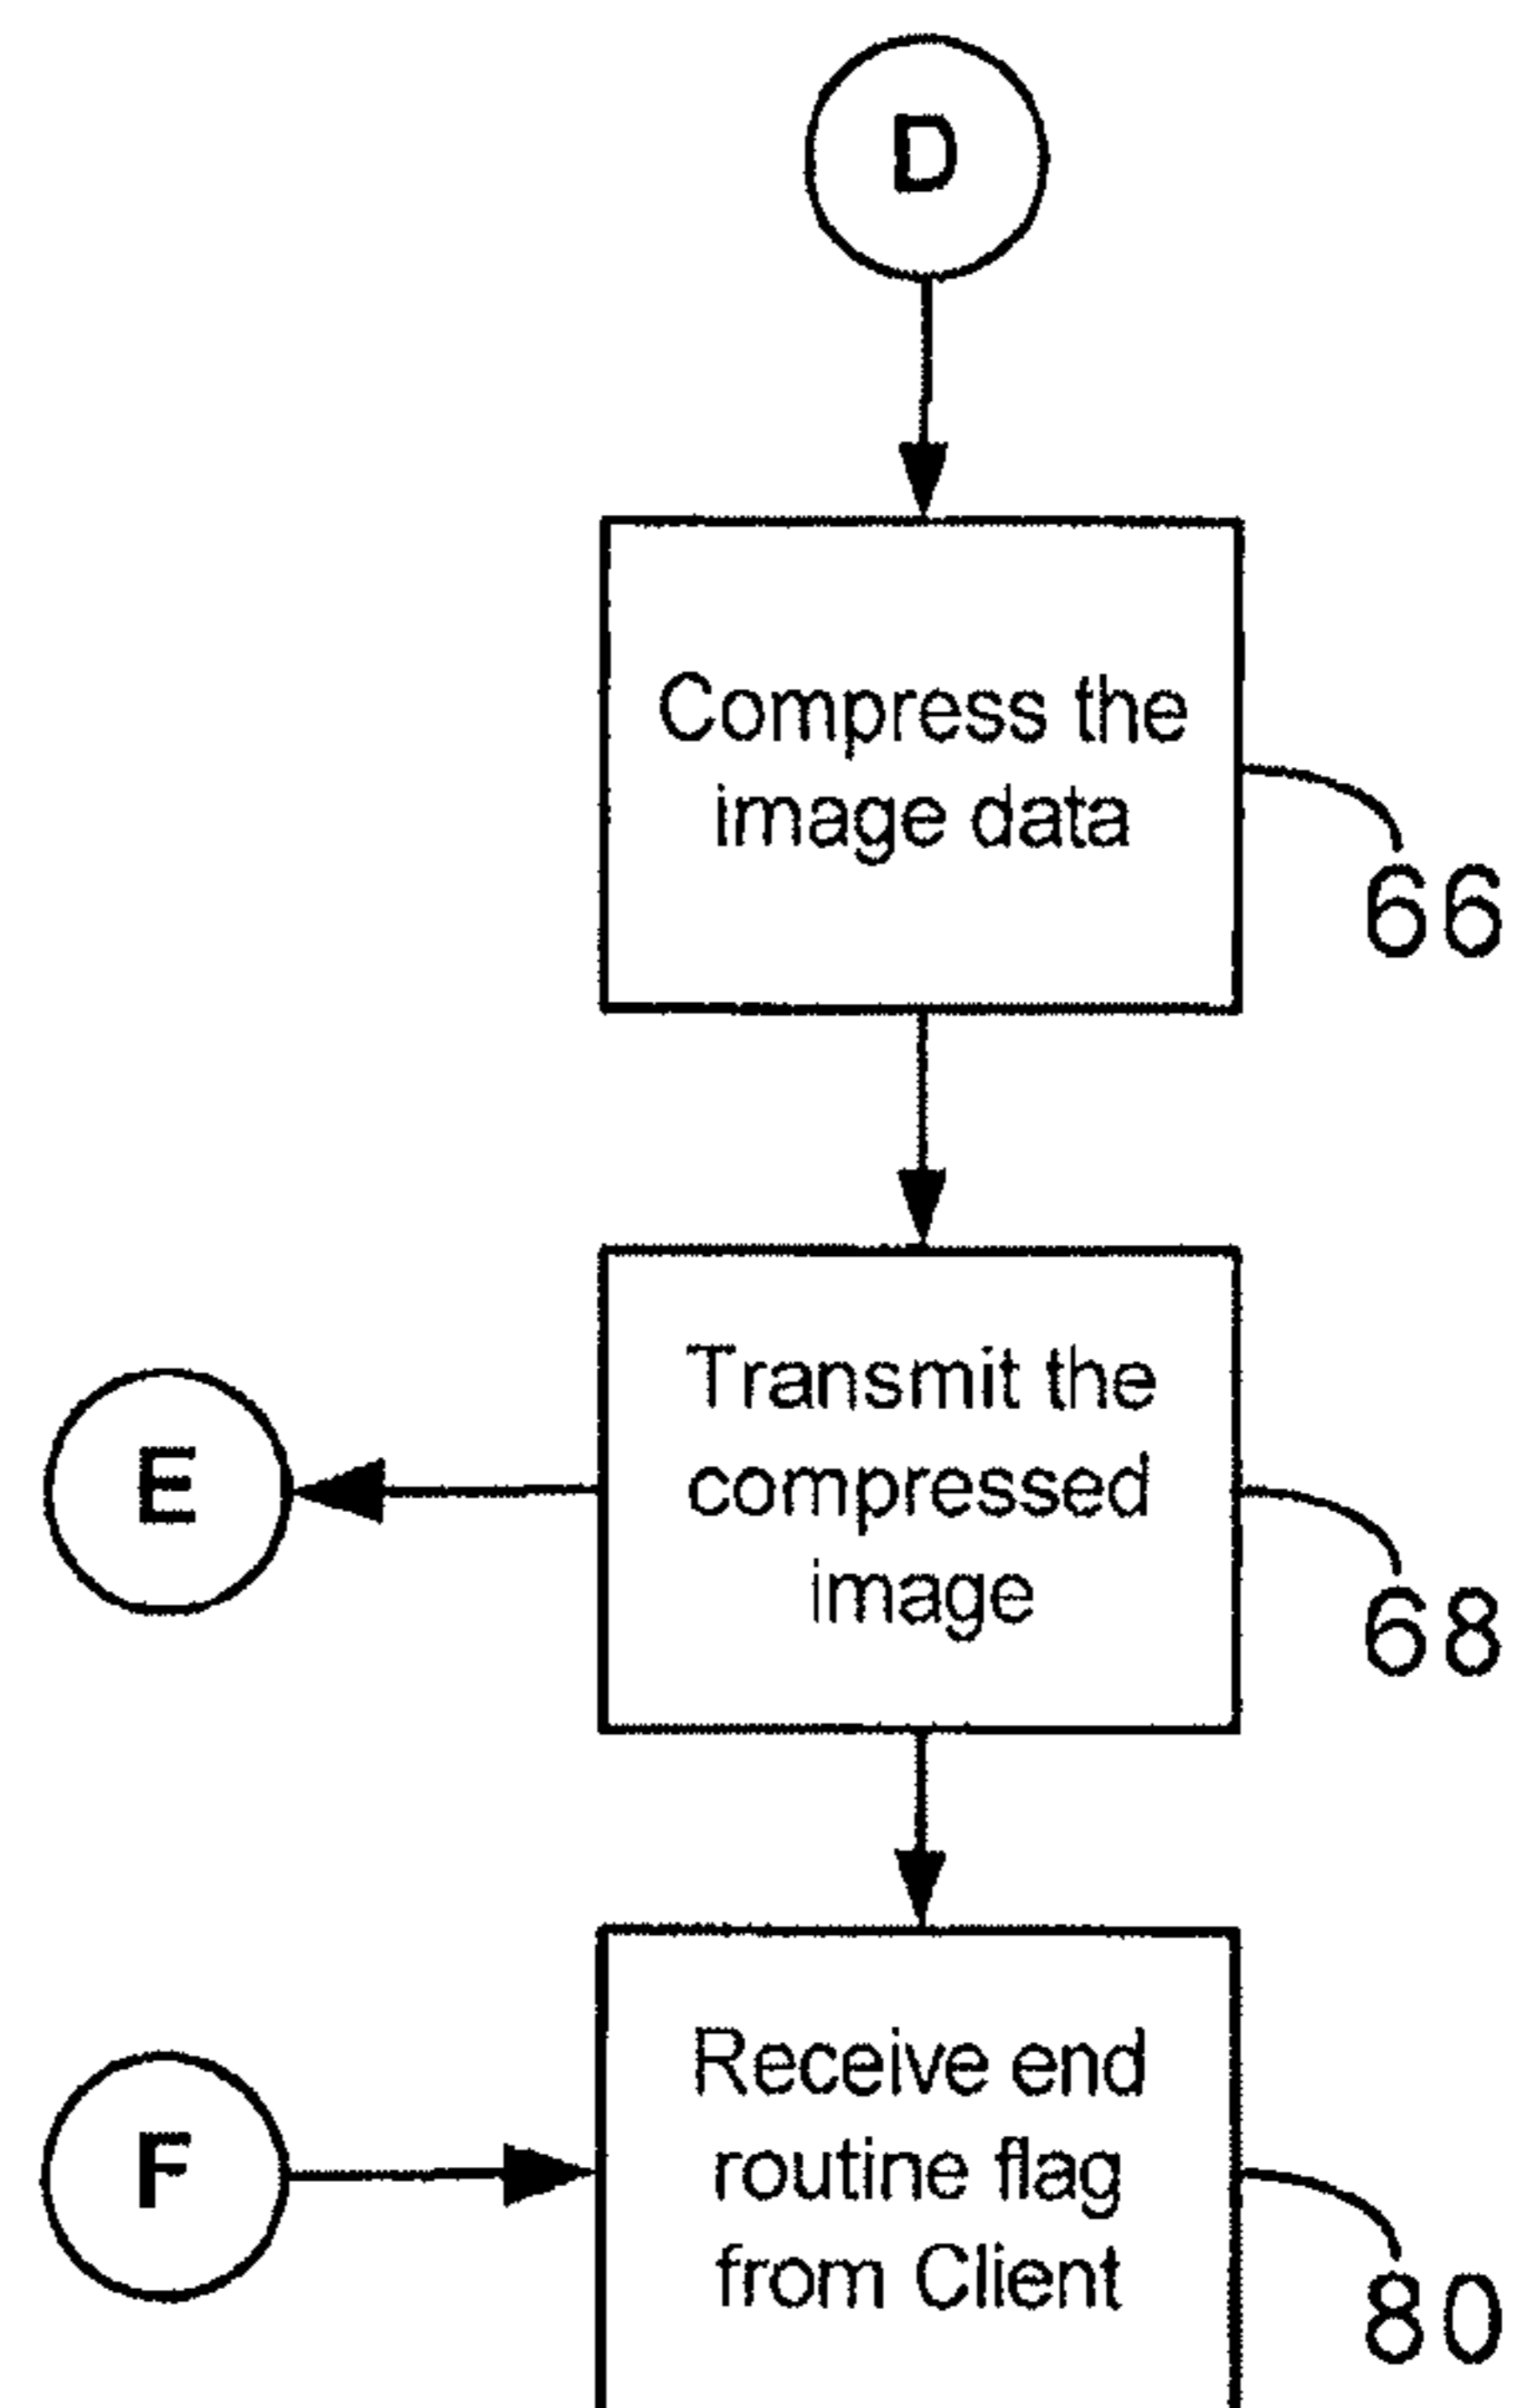 D
Compress the
image data
66
Transmit the
compressed
image
E
68
Receive end
routine flag
from Client
F
80